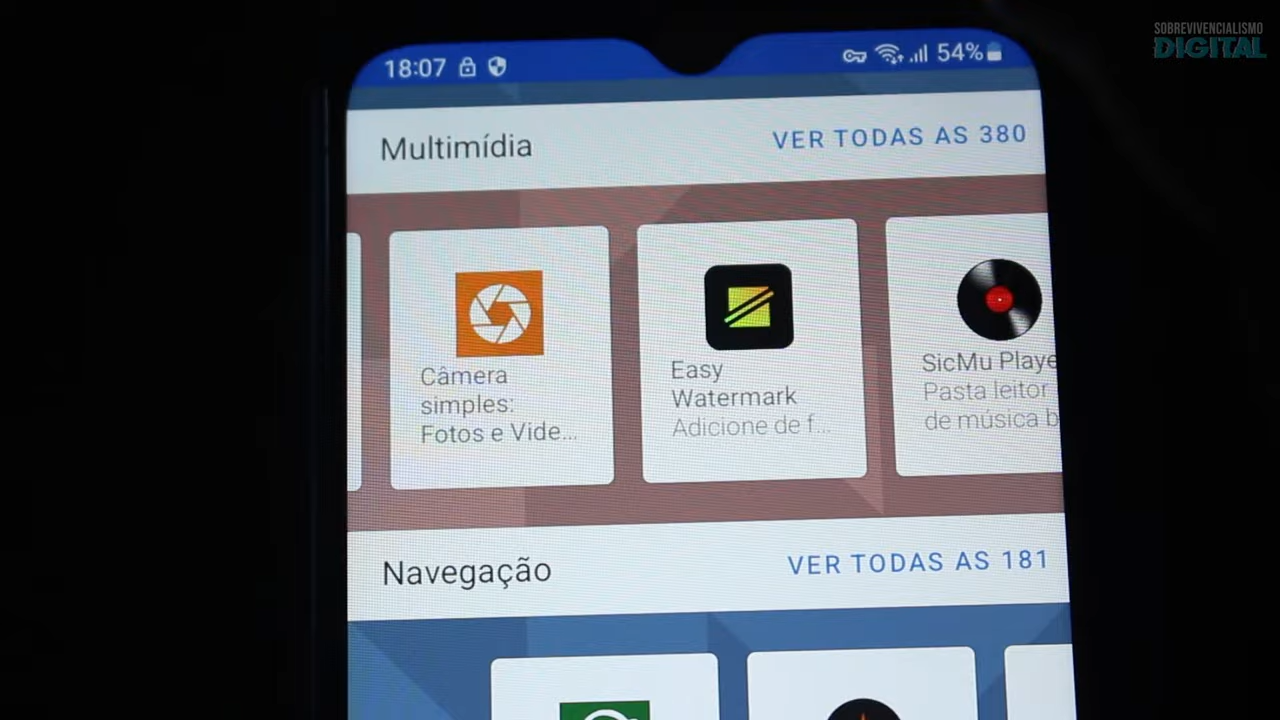 SOBREVIVENCIALISMO
DIGITAL
18:07
54%
Multimídia
VER TODAS AS 380
Câmera
simples:
Fotos e Vide...
Easy
Watermark
Adicione de f...
SicMu Playe
Pasta leitor
de música b
Navegação
VER TODAS AS 181